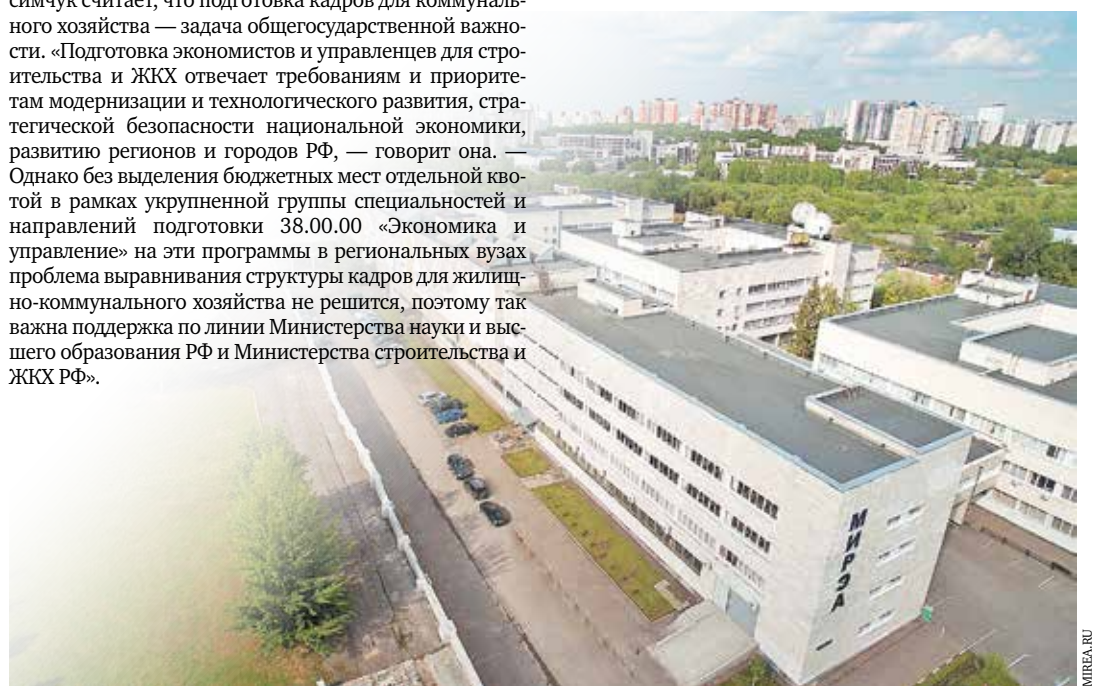 симчук считает, что подготовка кадров для коммуналь-
ного хозяйства — задача общегосударственной важно-
сти. «Подготовка экономистов и управленцев для стро-
ительства и ЖКХ отвечает требованиям и приорите-
там модернизации и технологического развития, стра-
тегической безопасности национальной экономики,
развитию регионов и городов РФ, — говорит она. —
Однако без выделения бюджетных мест отдельной кво-
той в рамках укрупненной группы специальностей и
направлений подготовки 38.00.00 «Экономика и
управление» на эти программы в региональных вузах
проблема выравнивания структуры кадров для жилищ-
но-коммунального хозяйства не решится, поэтому так
важна поддержка по линии Министерства науки и выс-
шего образования РФ и Министерства строительства и
ЖКХ РФ».
МИРЭА
MIREA.RU